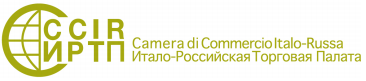 CCIR
ИРТП
Camera di Commercio Italo-Russa
Итало-Российская Торговая Палата